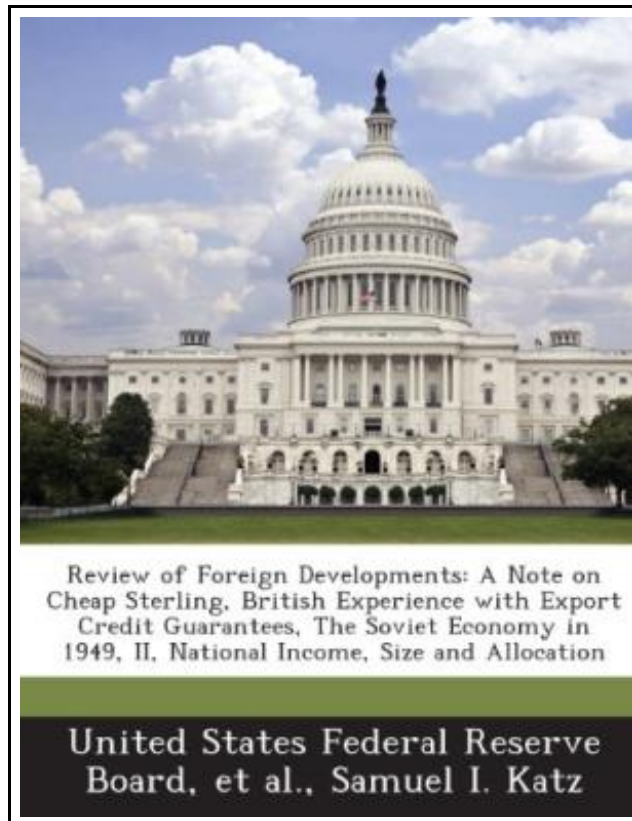 Review of Foreign Developments: A Note on
Cheap Sterling, British Experience with Export
Credit Guarantees, The Soviet Economy in
1949, II, National Income, Size and Allocation
United States Federal Reserve
Board, et al., Samuel I. Katz